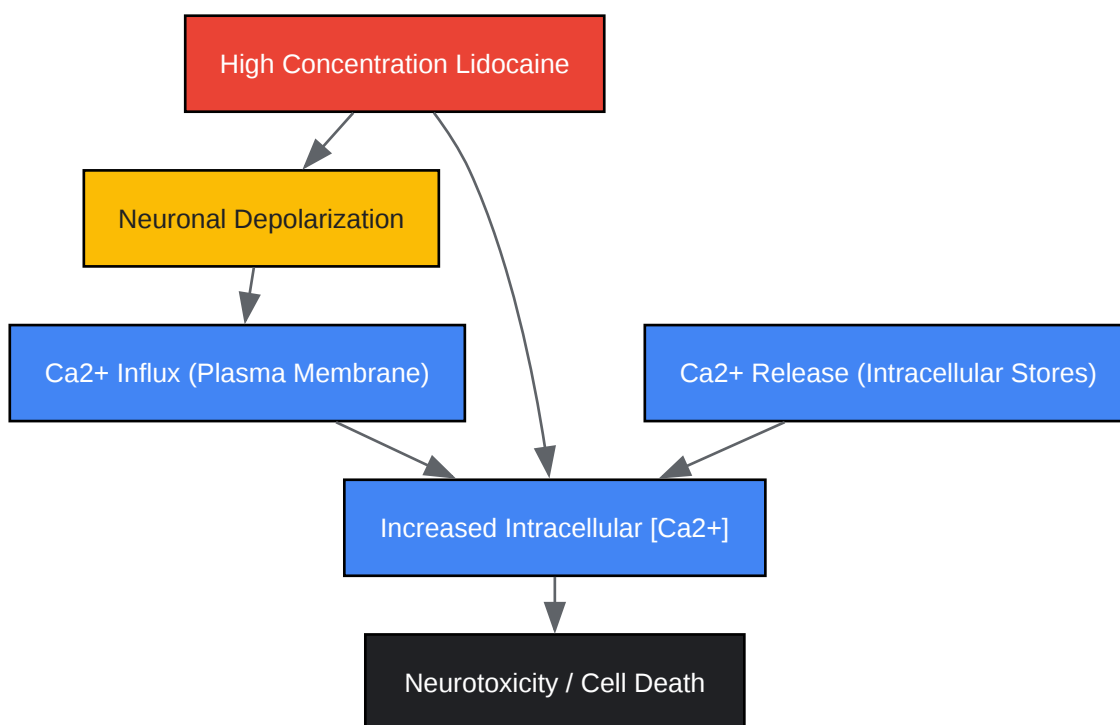 High Concentration Lidocaine
Neuronal Depolarization
Ca2+ Influx (Plasma Membrane)
Ca2+ Release (Intracellular Stores)
Increased Intracellular [Ca2+]
Neurotoxicity / Cell Death